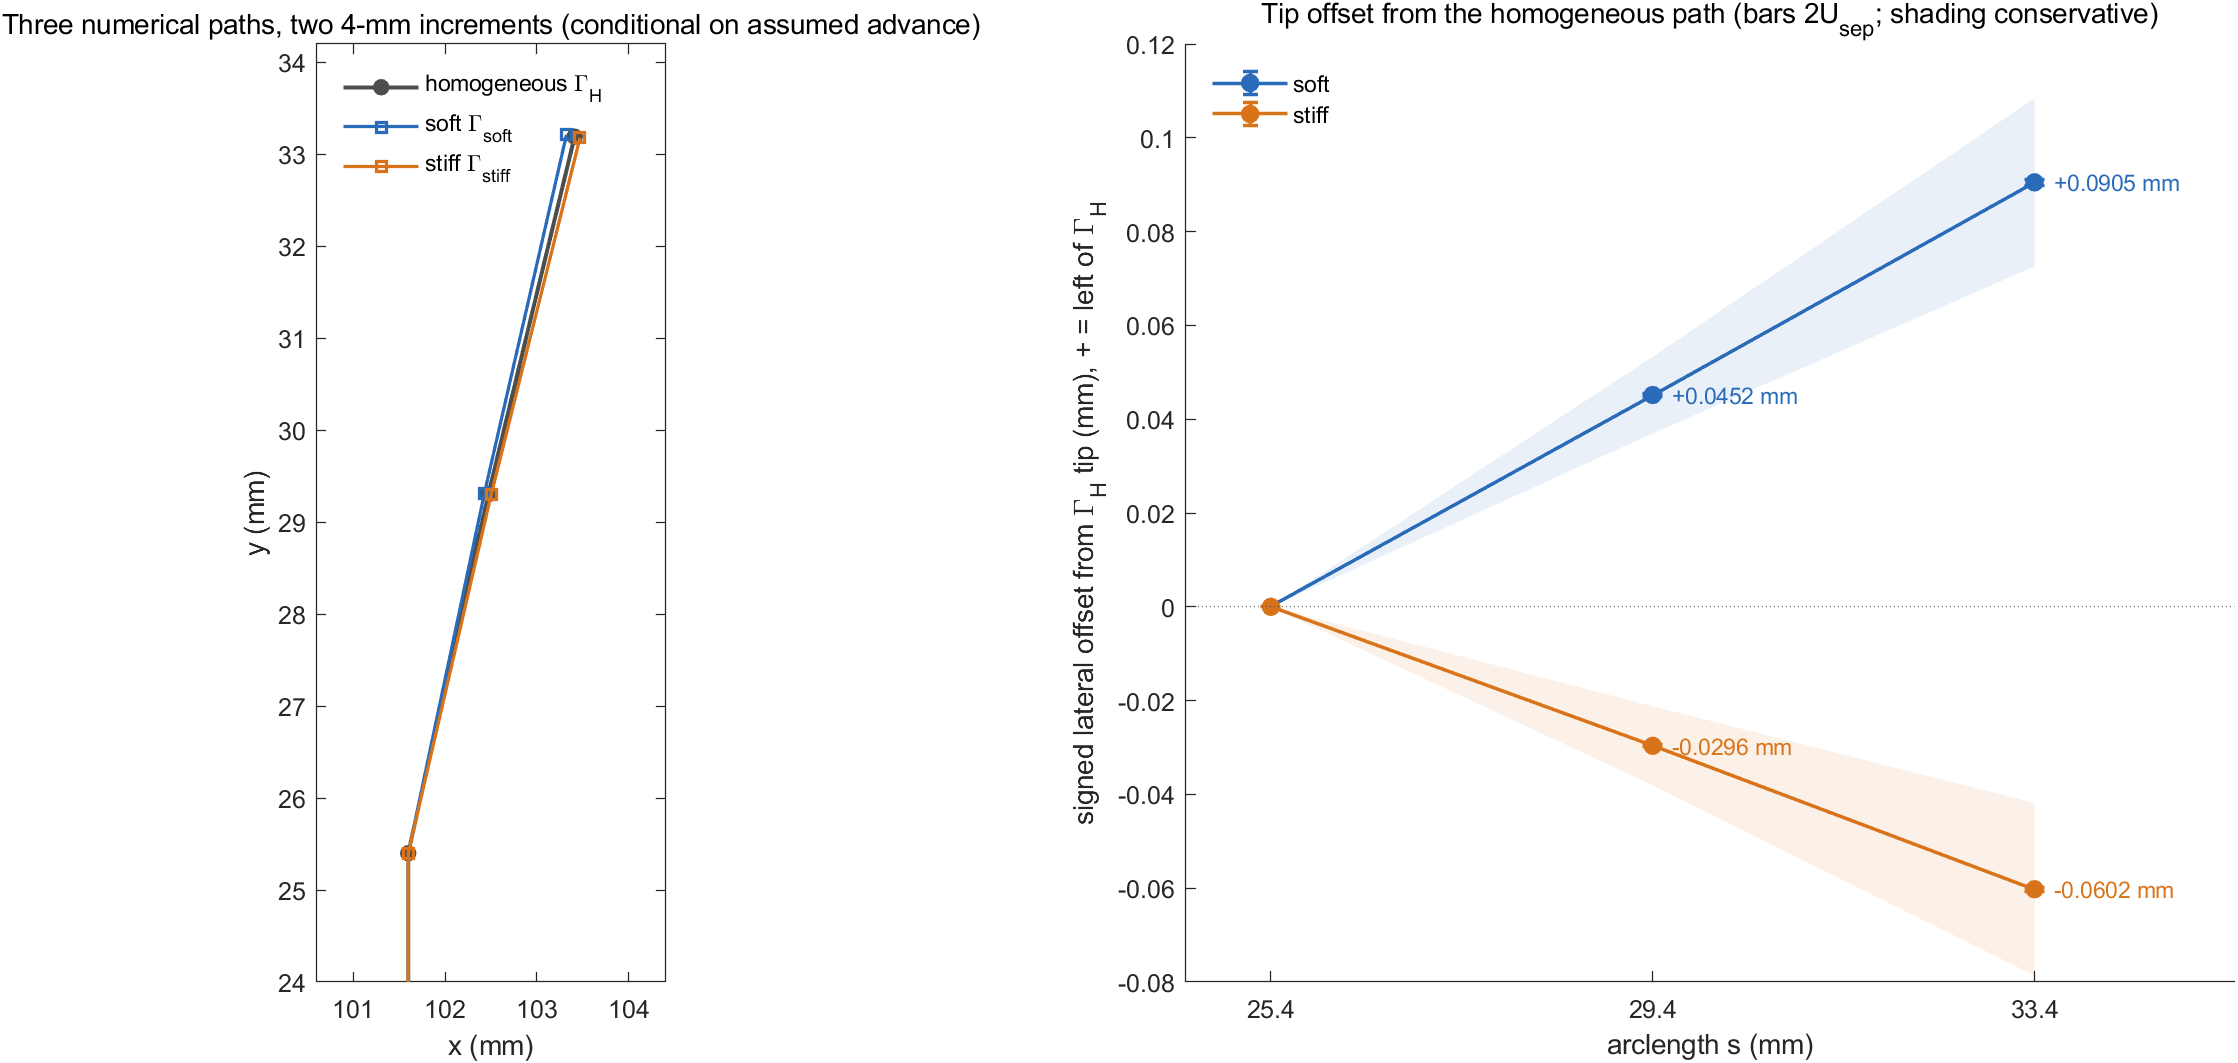 Three numerical paths, two 4-mm increments (conditional on assumed advance)
homogeneous Γ_H
soft Γ_soft
stiff Γ_stiff
34
33
32
31
30
29
28
27
26
25
24
101 102 103 104
x (mm)
y (mm)
Tip offset from the homogeneous path (bars 2U_sep; shading conservative)
soft
stiff
0.12
0.1
0.08
0.06
0.04
0.02
0
-0.02
-0.04
-0.06
-0.08
+0.0905 mm
+0.0452 mm
-0.0296 mm
-0.0602 mm
25.4 29.4 33.4
arclength s (mm)
signed lateral offset from Γ_H tip (mm), + = left of Γ_H